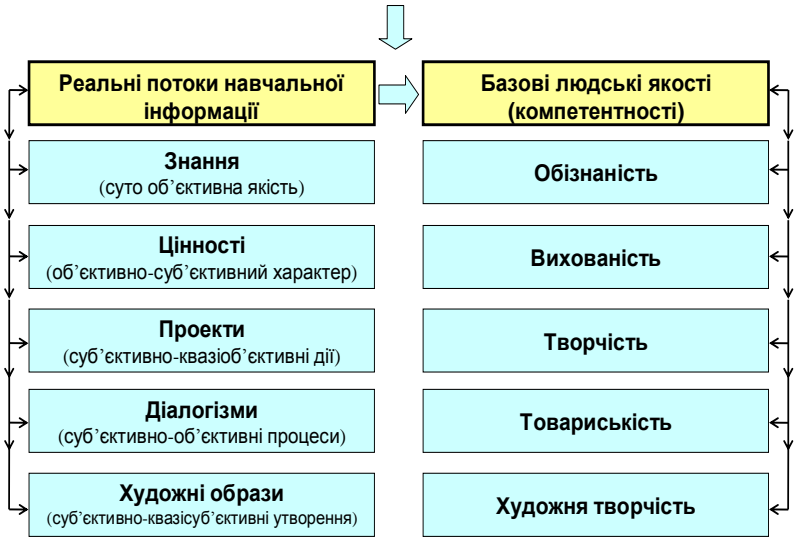 Реальні потоки навчальної
інформації
Базові людські якості
(компетентності)
Знання
(суто об’єктивна якість)
Обізнаність
Цінності
(об’єктивно-суб’єктивний характер)
Вихованість
Проекти
(суб’єктивно-квазіоб’єктивні дії)
Творчість
Діалогізми
(суб’єктивно-об’єктивні процеси)
Товариськість
Художні образи
(суб’єктивно-квазісуб’єктивні утворення)
Художня творчість